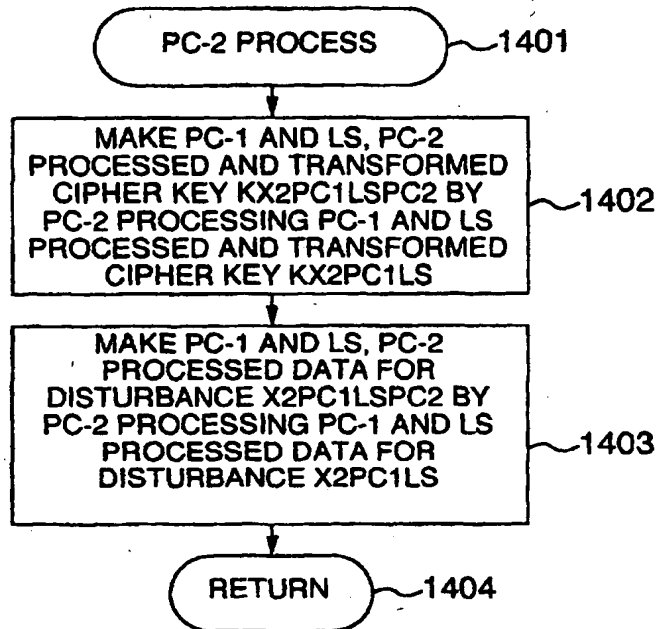 PC-2 PROCESS
1401
MAKE PC-1 AND LS, PC-2
PROCESSED AND TRANSFORMED
CIPHER KEY KX2PC1LSPC2 BY
PC-2 PROCESSING PC-1 AND LS
PROCESSED AND TRANSFORMED
CIPHER KEY KX2PC1LS
1402
MAKE PC-1 AND LS, PC-2
PROCESSED DATA FOR
DISTURBANCE X2PC1LSPC2 BY
PC-2 PROCESSING PC-1 AND LS
PROCESSED DATA FOR
DISTURBANCE X2PC1LS
1403
RETURN
1404